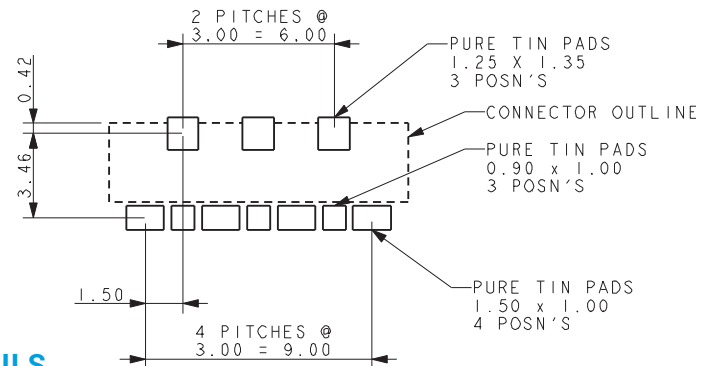 2 PITCHES @
3.00 = 6.00
PURE TIN PADS
1.25 X 1.35
3 POSN'S
0.42
CONNECTOR OUTLINE
PURE TIN PADS
0.90 x 1.00
3 POSN'S
3.46
1.50
PURE TIN PADS
1.50 x 1.00
4 POSN'S
4 PITCHES @
3.00 = 9.00